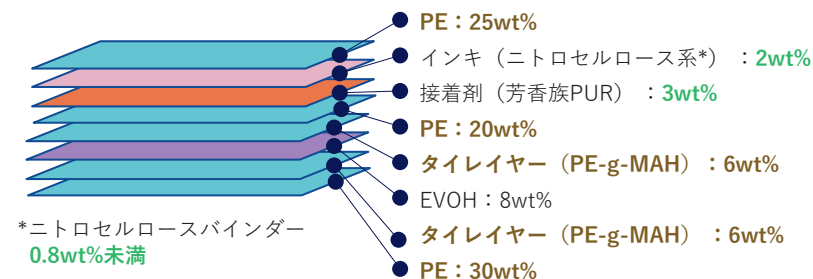 PE：25wt%
インキ（ニトロセルロース系*）：2wt%
接着剤（芳香族PUR）：3wt%
PE：20wt%
タイレイヤー（PE-g-MAH）：6wt%
EVOH：8wt%
タイレイヤー（PE-g-MAH）：6wt%
PE：30wt%
*ニトロセルロースバインダー
0.8wt%未満